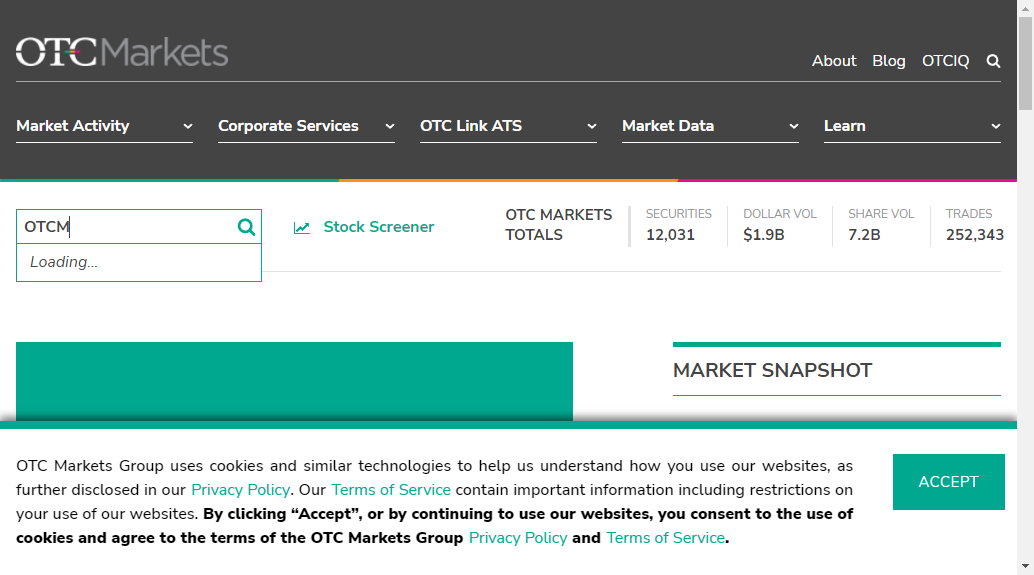 OTC Markets
About Blog OTCIQ
Market Activity Corporate Services OTC Link ATS Market Data Learn
OTCM
Loading...
Stock Screener
OTC MARKETS TOTALS
SECURITIES
12,031
DOLLAR VOL
$1.9B
SHARE VOL
7.2B
TRADES
252,343
MARKET SNAPSHOT
OTC Markets Group uses cookies and similar technologies to help us understand how you use our websites, as
further disclosed in our Privacy Policy. Our Terms of Service contain important information including restrictions on
your use of our websites. By clicking “Accept”, or by continuing to use our websites, you consent to the use of
cookies and agree to the terms of the OTC Markets Group Privacy Policy and Terms of Service.
ACCEPT